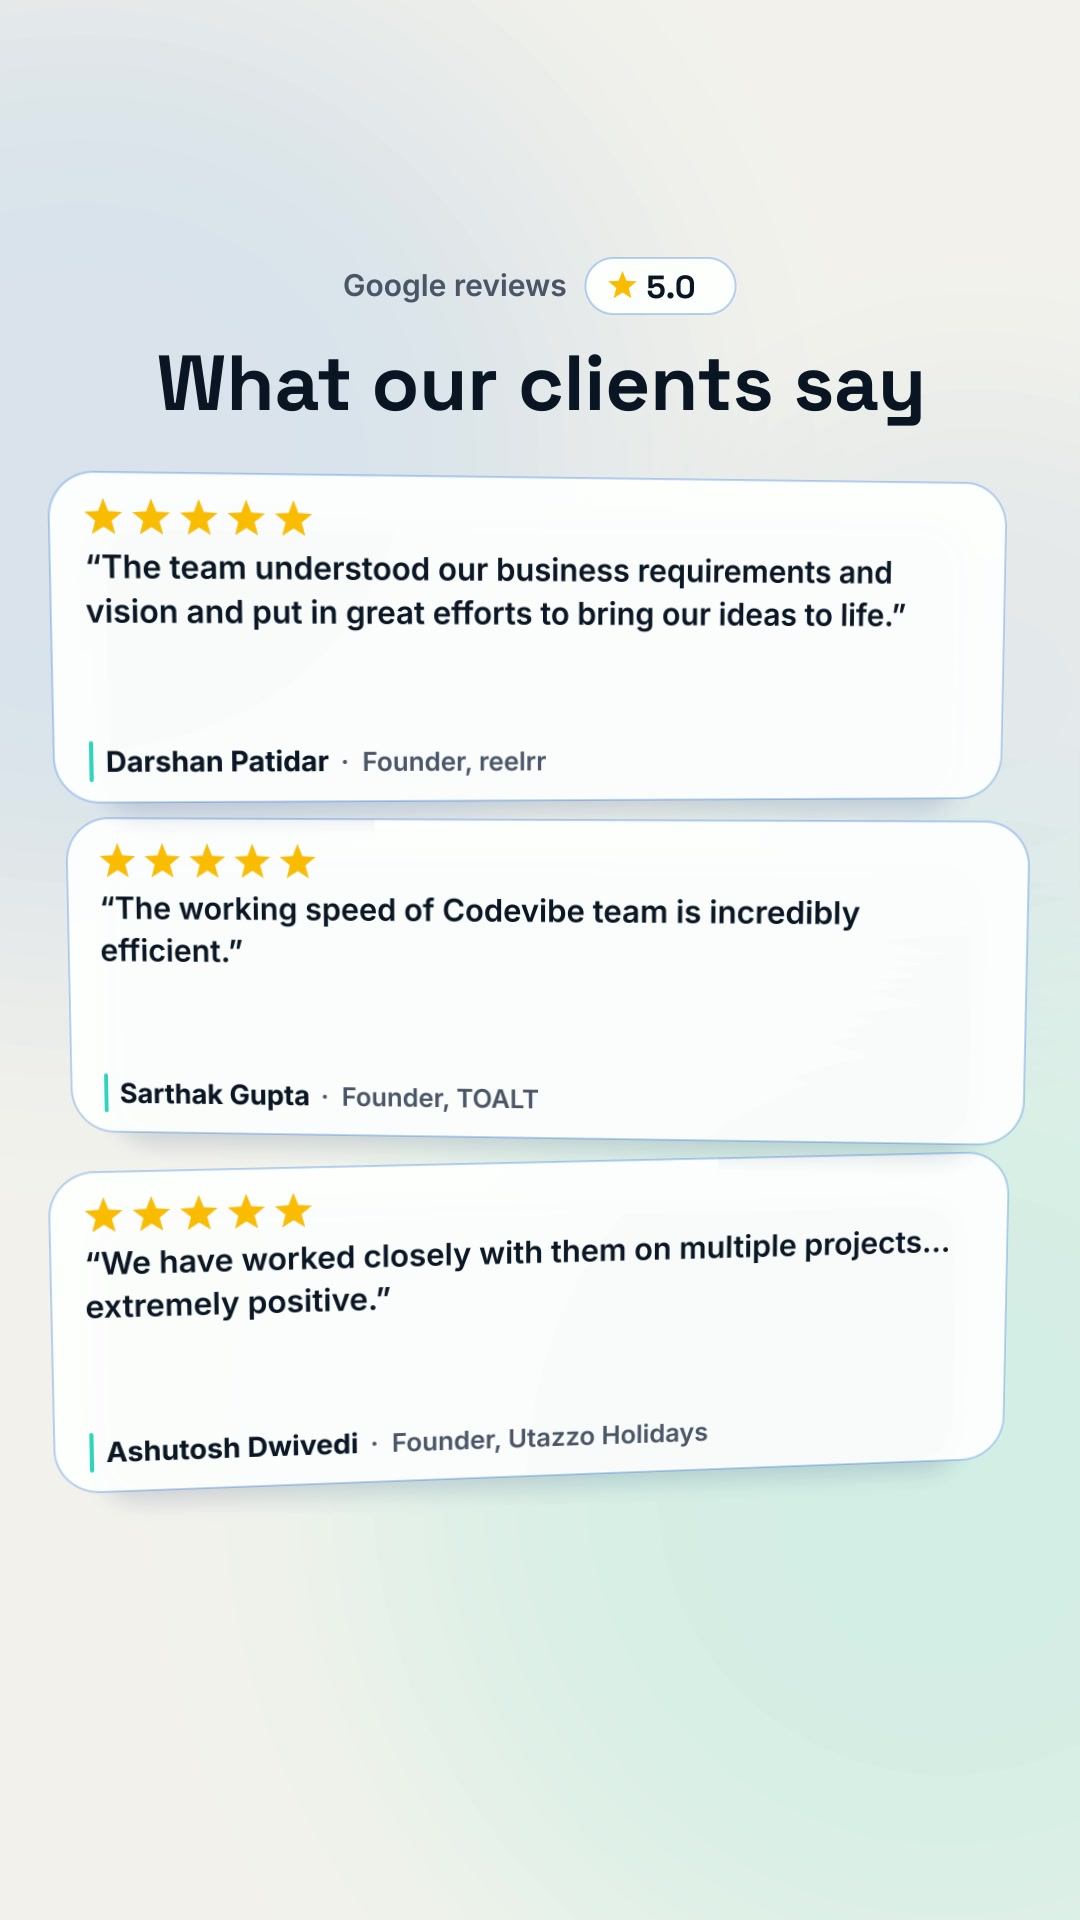 Google reviews 5.0
What our clients say
“The team understood our business requirements and
vision and put in great efforts to bring our ideas to life.”
Darshan Patidar · Founder, reelrr
“The working speed of Codevibe team is incredibly
efficient.”
Sarthak Gupta · Founder, TOALT
“We have worked closely with them on multiple projects...
extremely positive.”
Ashutosh Dwivedi · Founder, Utazzo Holidays